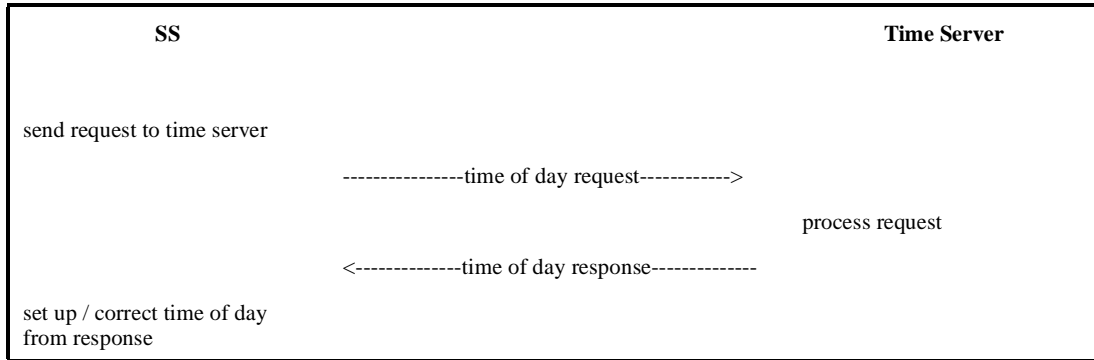 SS Time Server
send request to time server
----------------time of day request------------>
process request
<--------------time of day response--------------
set up / correct time of day
from response